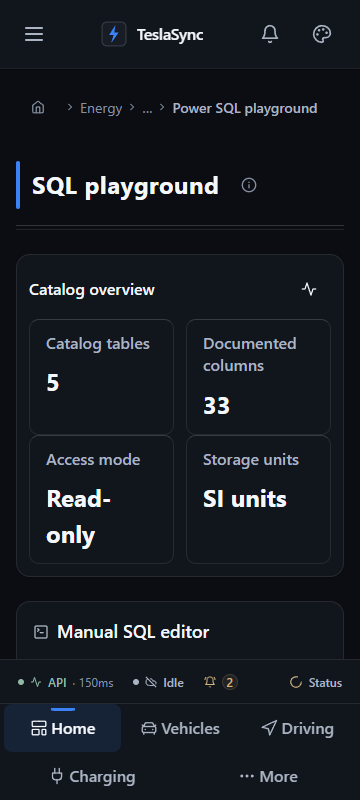 TeslaSync
Energy > ... > Power SQL playground
SQL playground
Catalog overview
Catalog tables
5
Documented
columns
33
Access mode
Read-
only
Storage units
SI units
Manual SQL editor
API · 150ms
Idle
2
Status
Home
Vehicles
Driving
Charging
More